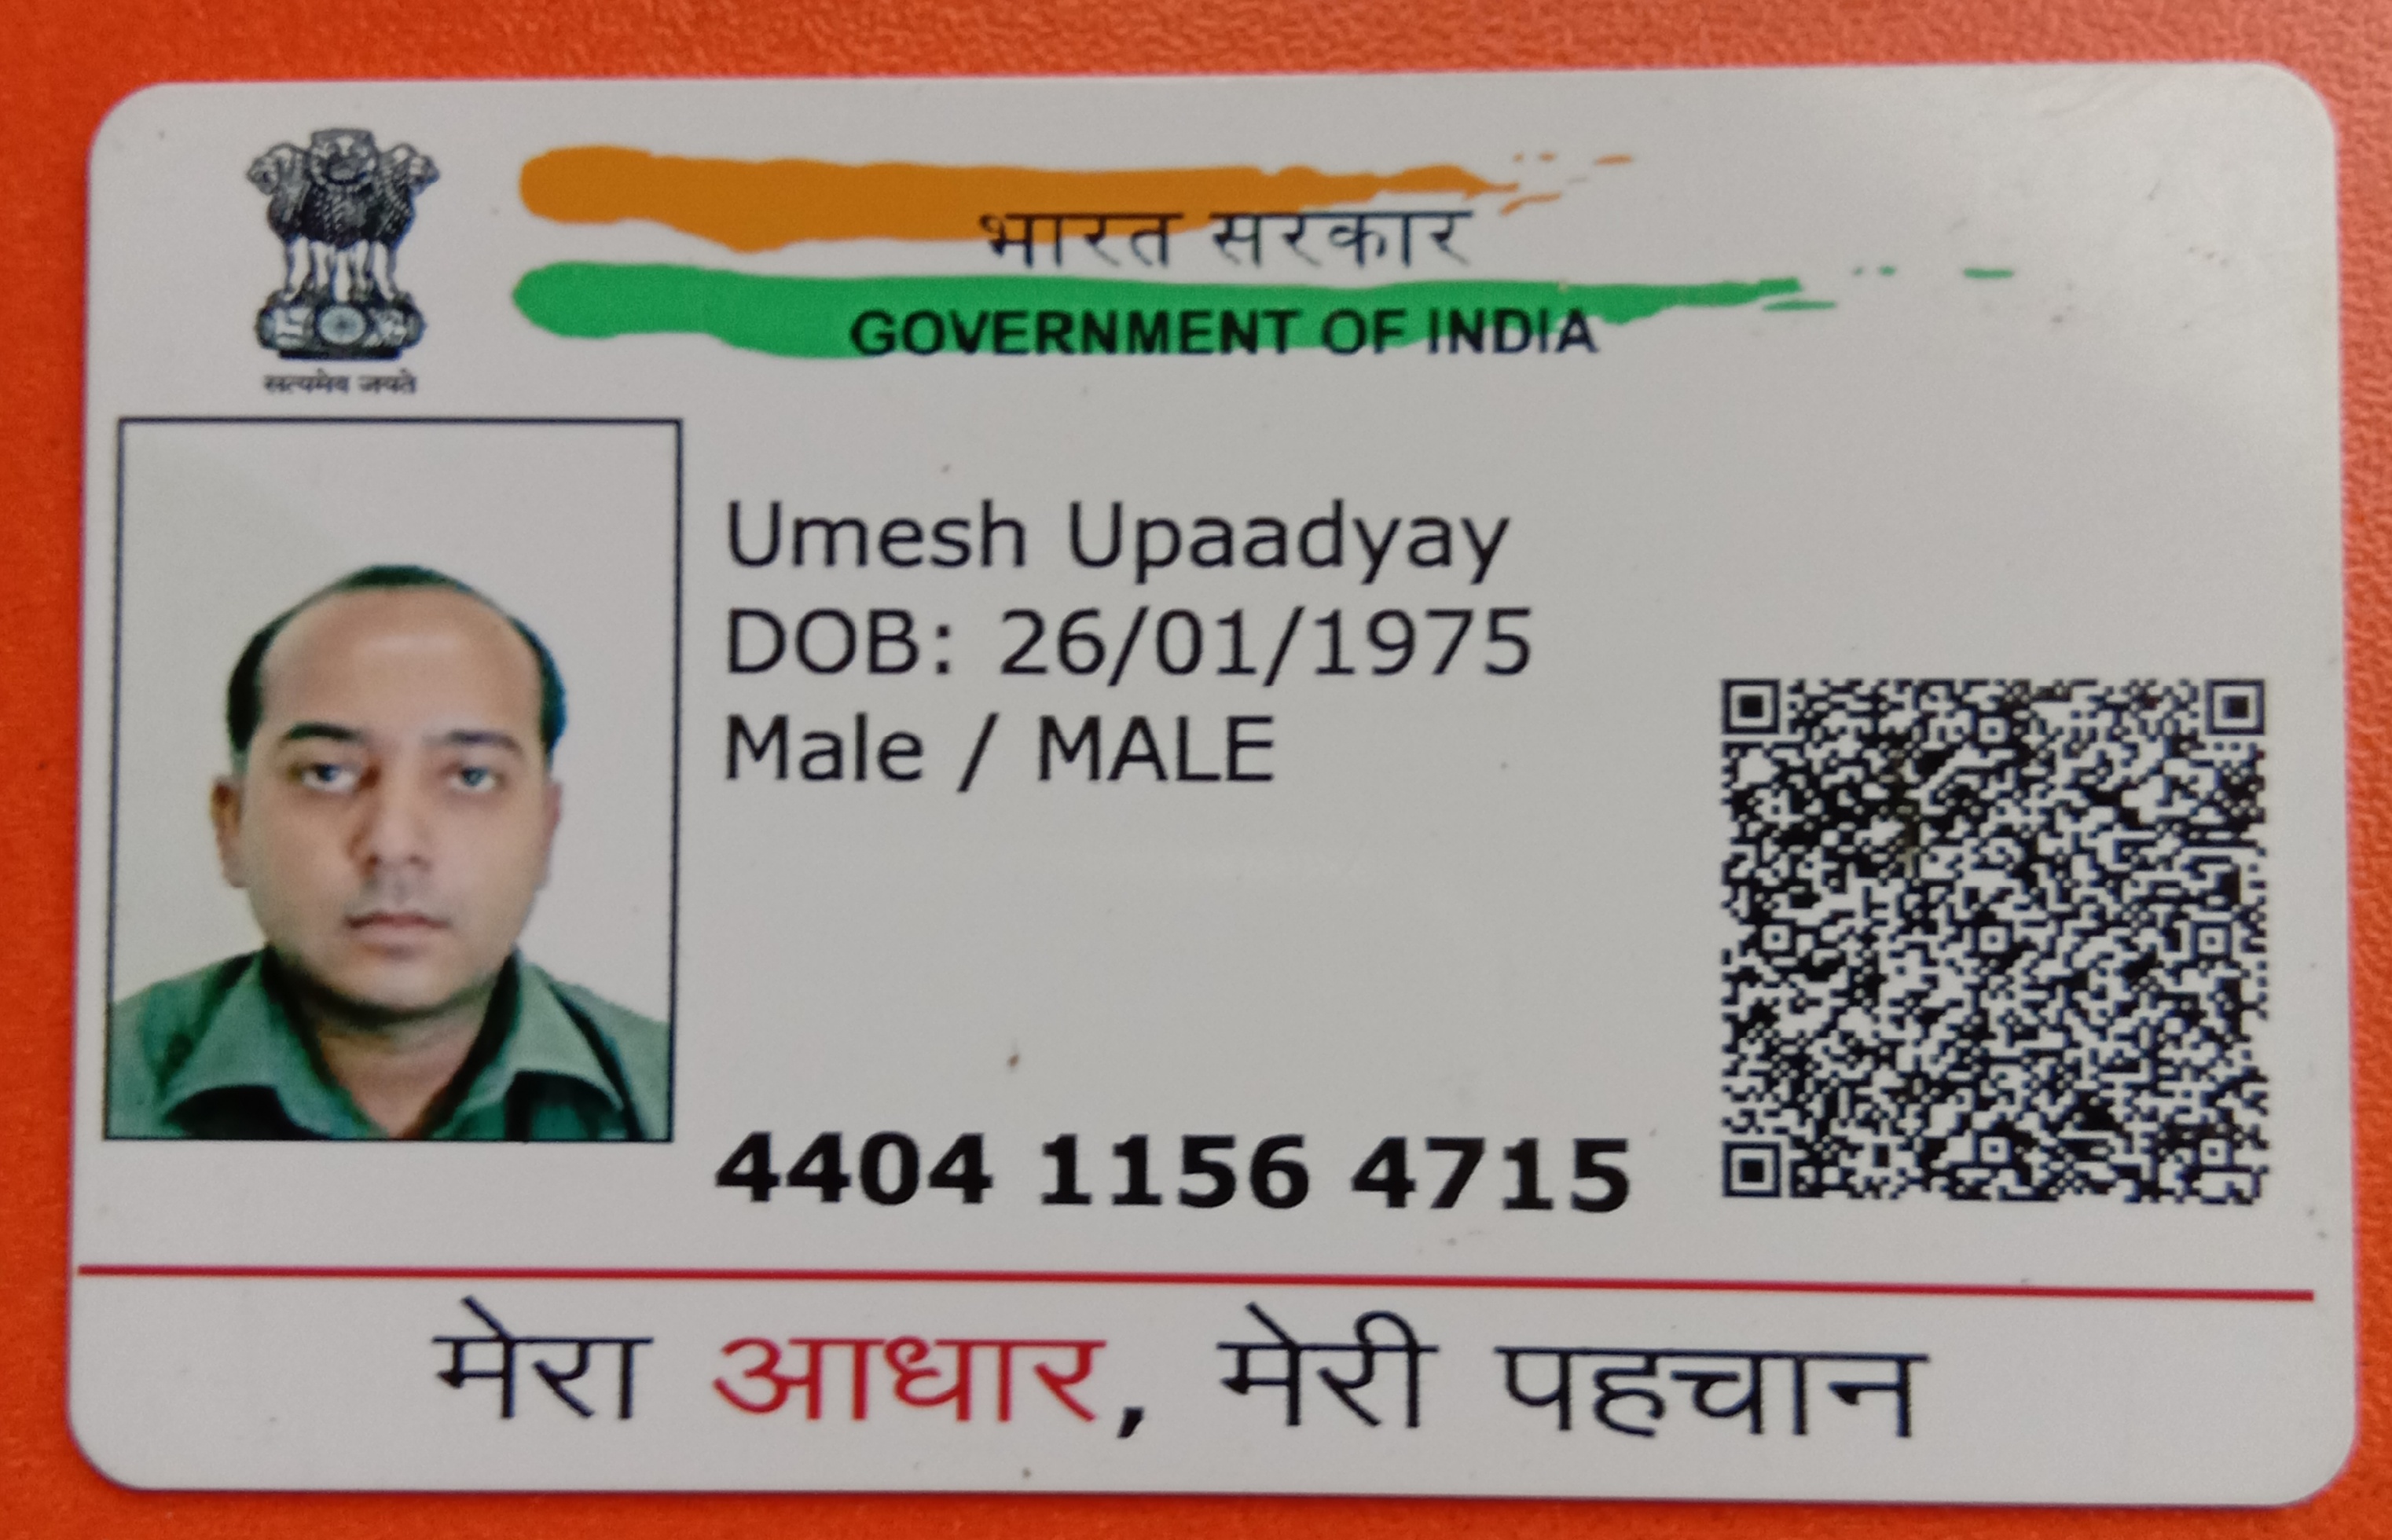 भारत सरकार
GOVERNMENT OF INDIA
सत्यमेव जयते
Umesh Upaadyay
DOB: 26/01/1975
Male / MALE
4404 1156 4715
मेरा आधार, मेरी पहचान